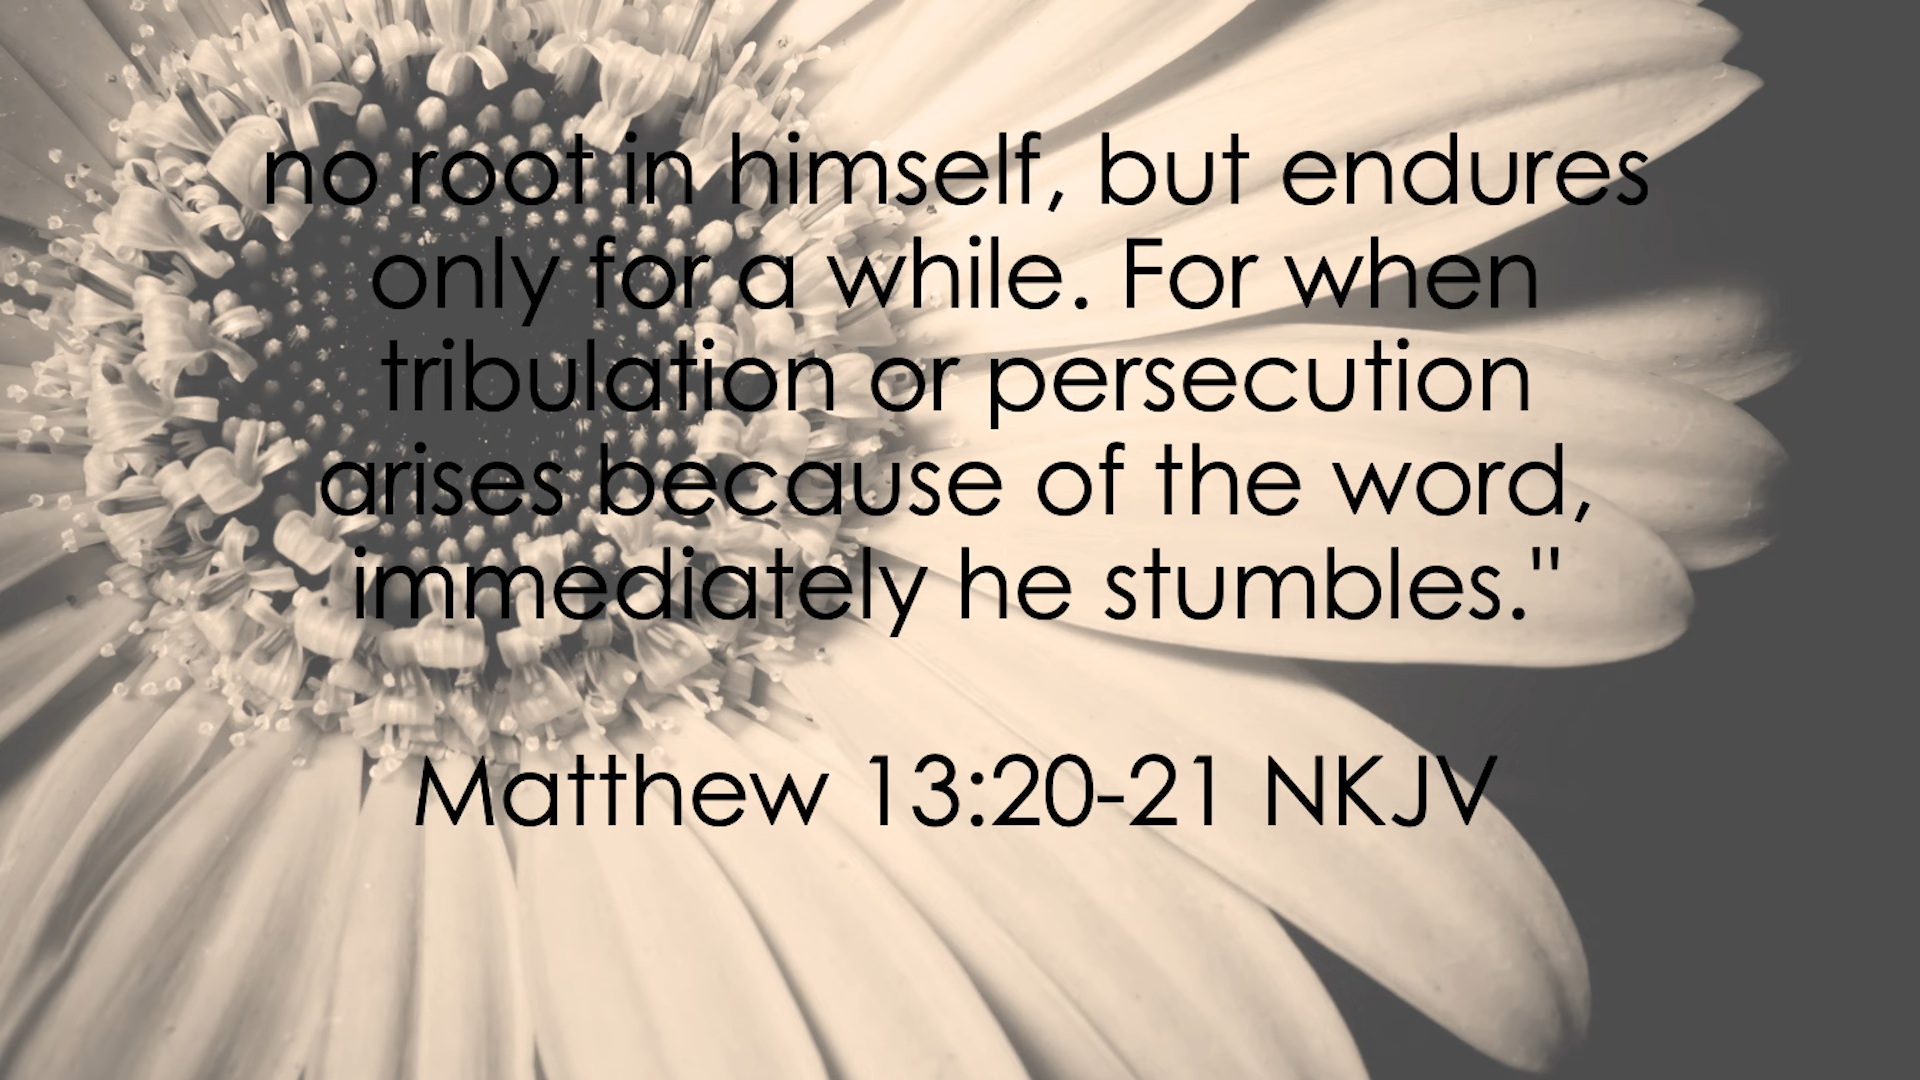 no root in himself, but endures
only for a while. For when
tribulation or persecution
arises because of the word,
immediately he stumbles."
Matthew 13:20-21 NKJV